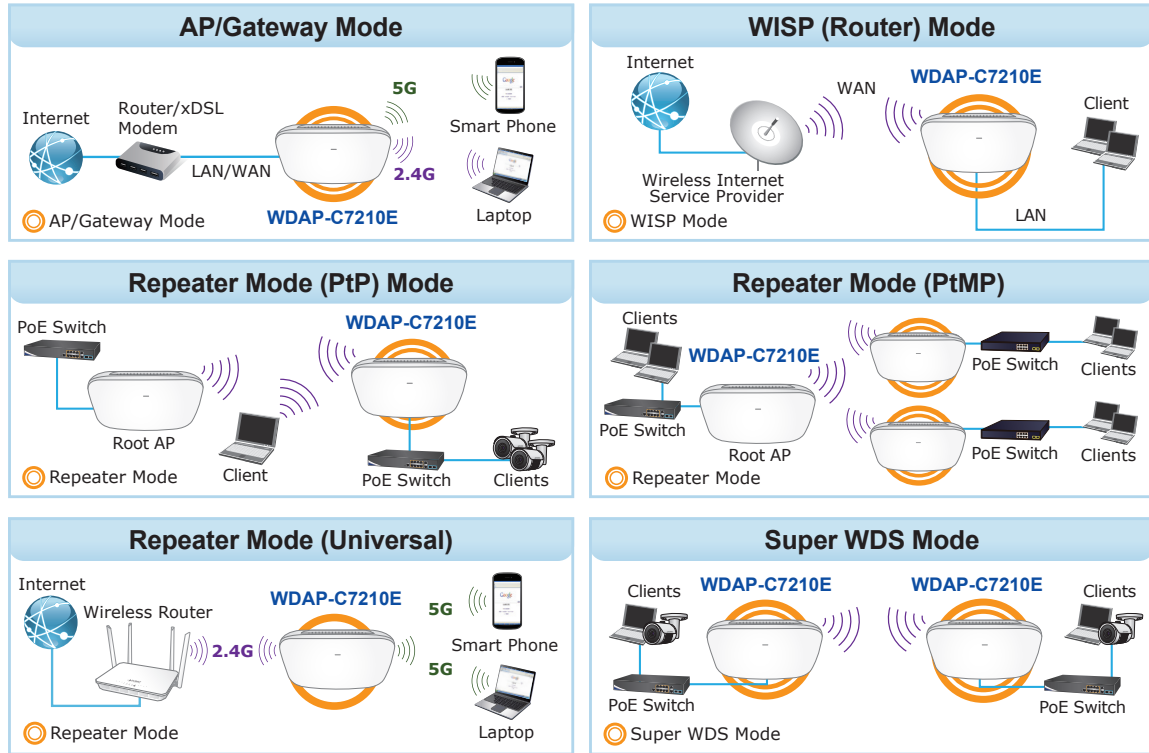 AP/Gateway Mode
Internet
Router/xDSL
Modem
LAN/WAN
5G
2.4G
WDAP-C7210E
Smart Phone
Laptop
AP/Gateway Mode
WISP (Router) Mode
Internet
WAN
WDAP-C7210E
Client
Wireless Internet
Service Provider
LAN
WISP Mode
Repeater Mode (PtP) Mode
PoE Switch
WDAP-C7210E
Root AP
Client
PoE Switch
Clients
Repeater Mode
Repeater Mode (PtMP)
Clients
WDAP-C7210E
PoE Switch
Clients
PoE Switch
Root AP
PoE Switch
Clients
Repeater Mode
Repeater Mode (Universal)
Internet
Wireless Router
2.4G
WDAP-C7210E
5G
Smart Phone
5G
Laptop
Repeater Mode
Super WDS Mode
WDAP-C7210E
WDAP-C7210E
Clients
Clients
PoE Switch
PoE Switch
Super WDS Mode